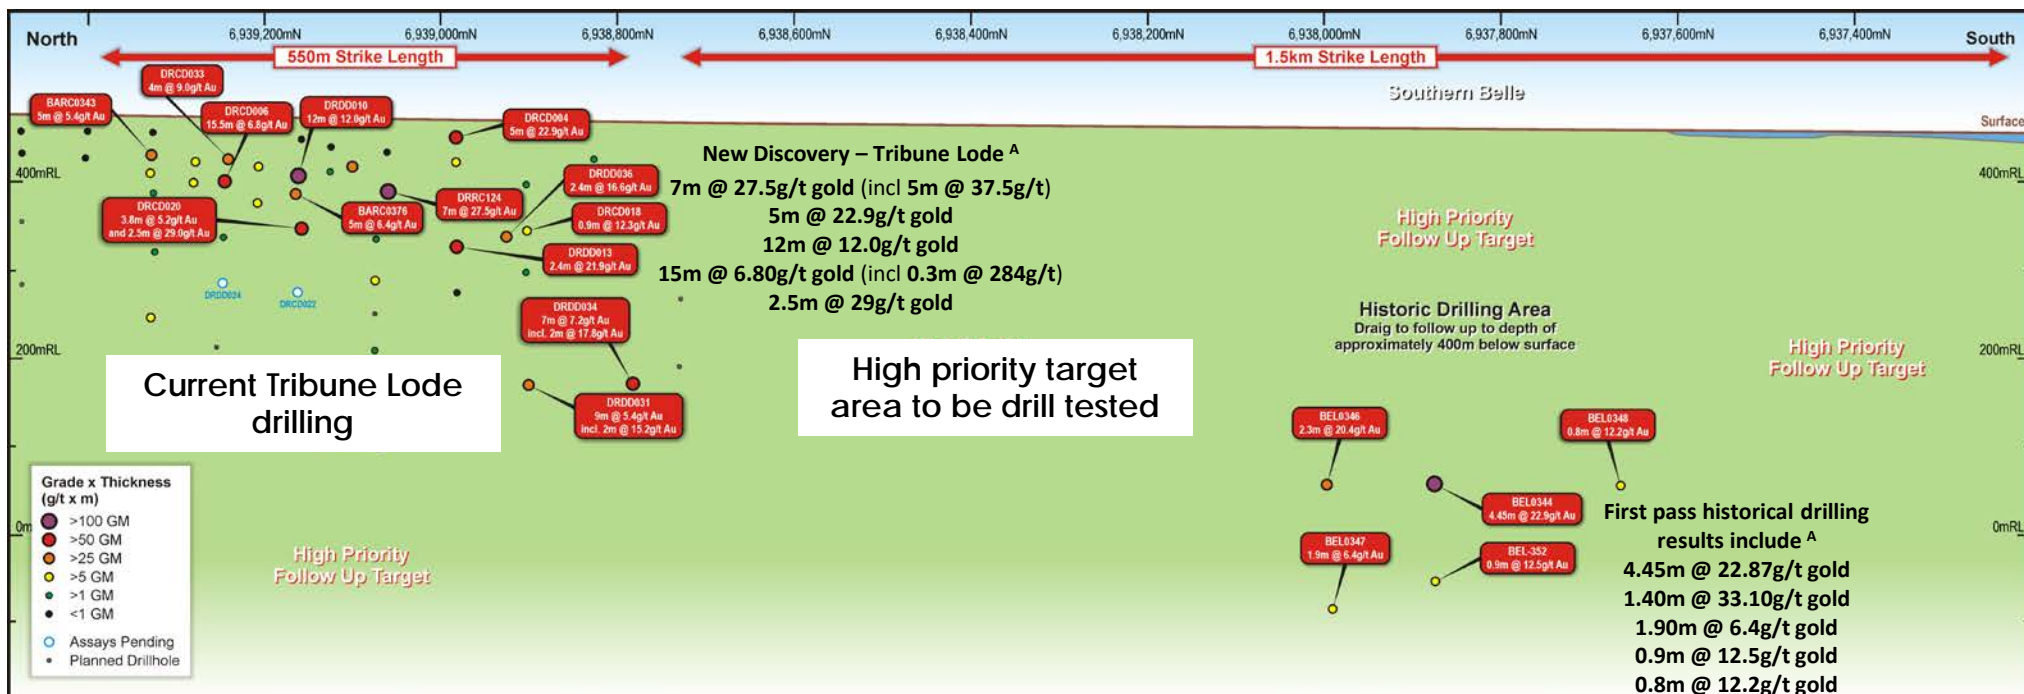 North
6,939,200mN
6,939,000mN
6,938,800mN
6,938,600mN
6,938,400mN
6,938,200mN
6,938,000mN
6,937,800mN
6,937,600mN
6,937,400mN
South
550m Strike Length
1.5km Strike Length
Southern Belle
Surface
DRCD033
4m @ 9.0g/t Au
BARC0343
5m @ 5.4g/t Au
DRCD006
15.5m @ 6.8g/t Au
DRDD010
12m @ 12.0g/t Au
DRCD004
5m @ 22.9g/t Au
DRDD036
2.4m @ 16.6g/t Au
400mRL
400mRL
DRCD020
3.8m @ 5.2g/t Au
and 2.5m @ 29.0g/t Au
BARC0376
5m @ 6.4g/t Au
DRRC124
7m @ 27.5g/t Au
DRCD018
0.9m @ 12.3g/t Au
DRDD013
2.4m @ 21.9g/t Au
New Discovery – Tribune Lode A
7m @ 27.5g/t gold (incl 5m @ 37.5g/t)
5m @ 22.9g/t gold
12m @ 12.0g/t gold
15m @ 6.80g/t gold (incl 0.3m @ 284g/t)
2.5m @ 29g/t gold
High Priority
Follow Up Target
DRDD024
DRCD022
DRDD034
7m @ 7.2g/t Au
incl. 2m @ 17.8g/t Au
Historic Drilling Area
Draig to follow up to depth of
approximately 400m below surface
200mRL
200mRL
High Priority
Follow Up Target
Current Tribune Lode
drilling
High priority target
area to be drill tested
DRDD031
9m @ 5.4g/t Au
incl. 2m @ 15.2g/t Au
BEL0346
2.3m @ 20.4g/t Au
BEL0348
0.8m @ 12.2g/t Au
BEL0344
4.45m @ 22.9g/t Au
BEL0347
1.9m @ 6.4g/t Au
BEL-352
0.9m @ 12.5g/t Au
0m
0mRL
Grade x Thickness
(g/t x m)
>100 GM
>50 GM
>25 GM
>5 GM
>1 GM
<1 GM
Assays Pending
Planned Drillhole
High Priority
Follow Up Target
First pass historical drilling
results include A
4.45m @ 22.87g/t gold
1.40m @ 33.10g/t gold
1.90m @ 6.4g/t gold
0.9m @ 12.5g/t gold
0.8m @ 12.2g/t gold